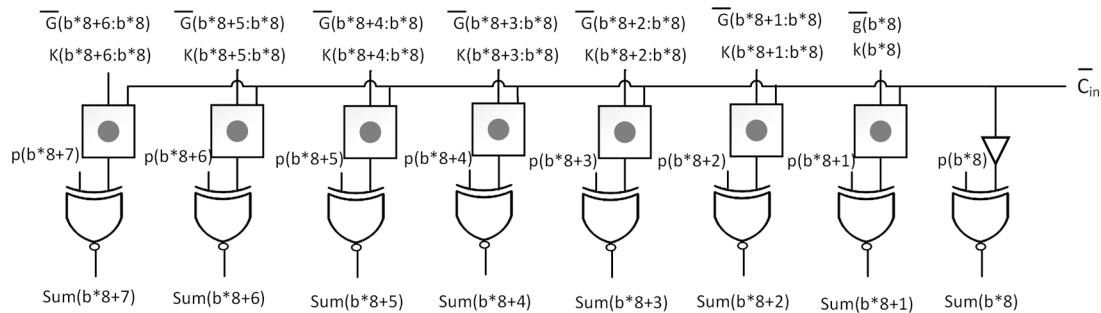 G̅(b*8+6:b*8) G̅(b*8+5:b*8) G̅(b*8+4:b*8) G̅(b*8+3:b*8) G̅(b*8+2:b*8) G̅(b*8+1:b*8) g̅(b*8)
K(b*8+6:b*8) K(b*8+5:b*8) K(b*8+4:b*8) K(b*8+3:b*8) K(b*8+2:b*8) K(b*8+1:b*8) k(b*8)
C̅in
p(b*8+7) p(b*8+6) p(b*8+5) p(b*8+4) p(b*8+3) p(b*8+2) p(b*8+1) p(b*8)
Sum(b*8+7) Sum(b*8+6) Sum(b*8+5) Sum(b*8+4) Sum(b*8+3) Sum(b*8+2) Sum(b*8+1) Sum(b*8)